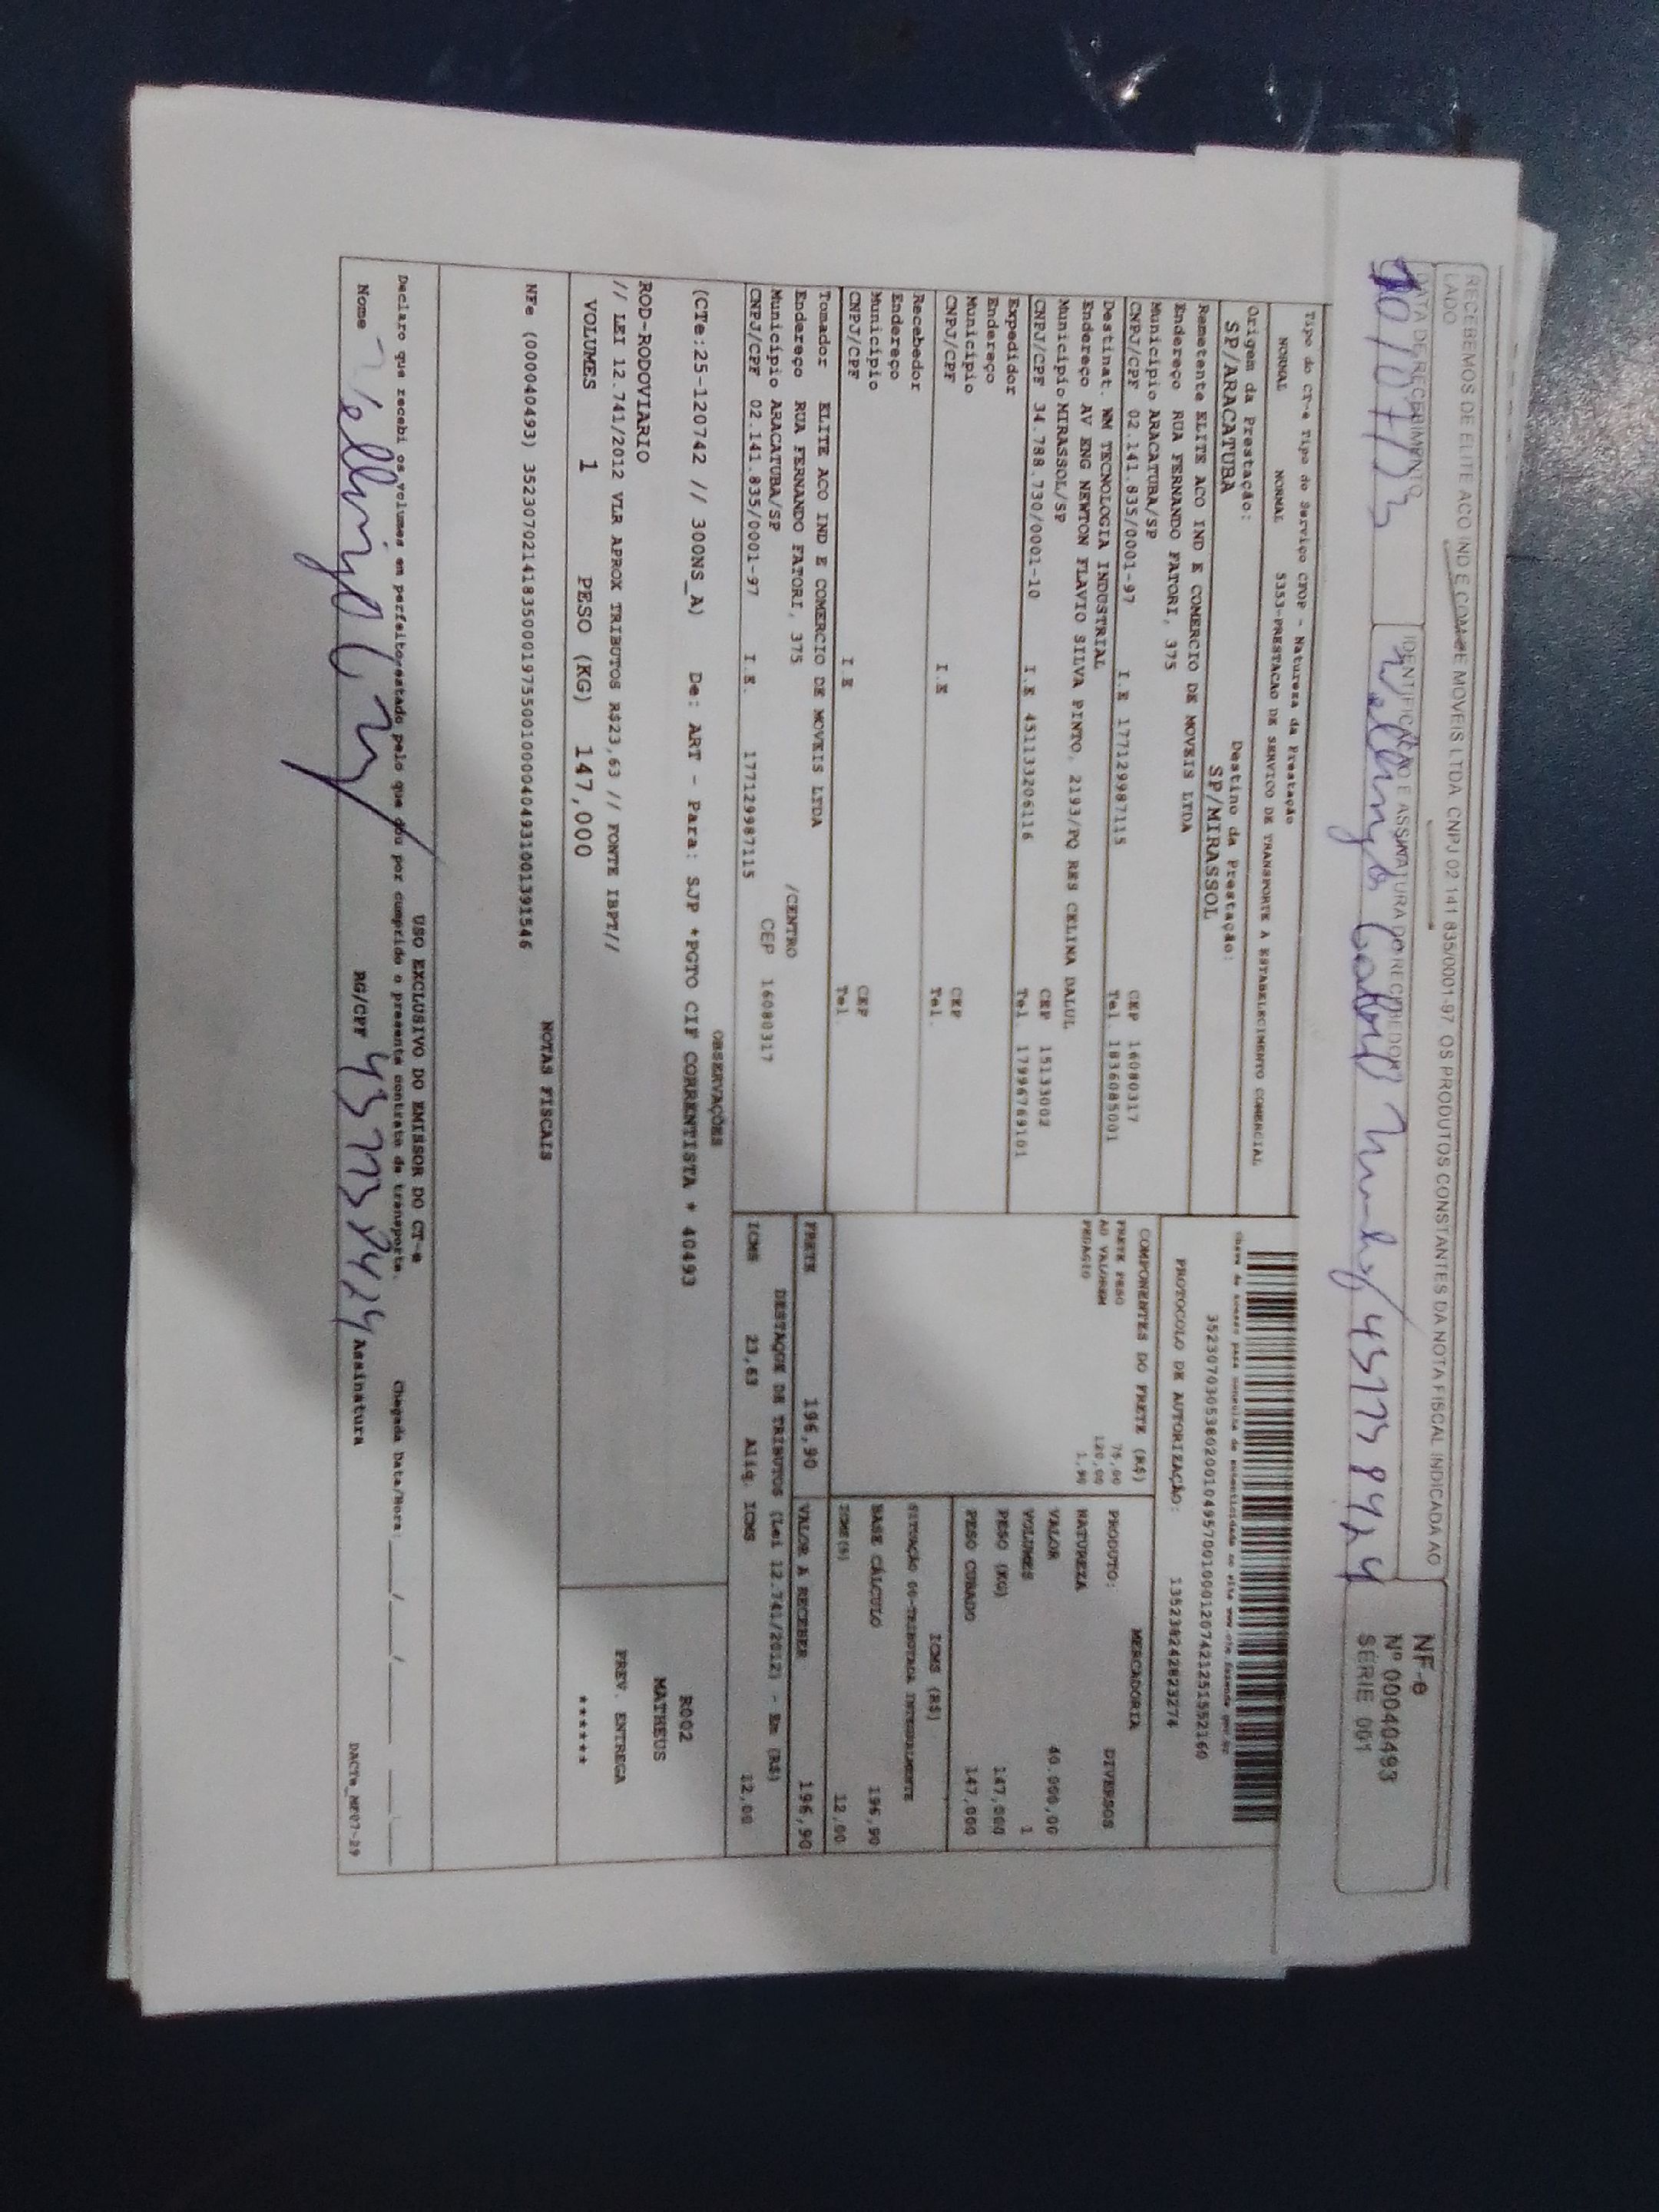 RECEBEMOS DE ELITE ACO IND E COM DE MOVEIS LTDA CNPJ 02 141 835/0001-97, OS PRODUTOS CONSTANTES DA NOTA FISCAL INDICADA AO
LADO
DATA DE RECEBIMENTO
IDENTIFICAÇÃO E ASSINATURA DO RECEBEDOR
NF-e
Nº 00040493
SÉRIE 001
Tipo do CT-e Tipo do Serviço CFOP - Natureza da Prestação
NORMAL NORMAL 5353-PRESTACAO DE SERVICO DE TRANSPORTE A ESTABELECIMENTO COMERCIAL
Origem da Prestação: Destino da Prestação:
SP/ARACATUBA SP/MIRASSOL
Remetente ELITE ACO IND E COMERCIO DE MOVEIS LTDA
Endereço RUA FERNANDO FATORI, 375
Município ARACATUBA/SP CEP 16080317
CNPJ/CPF 02.141.835/0001-97 I.E 177129987115 Tel. 1836085001
Destinat. WM TECNOLOGIA INDUSTRIAL
Endereço AV ENG NEWTON FLAVIO SILVA PINTO, 2193/PQ RES CELINA DALUL
Município MIRASSOL/SP CEP 15133002
CNPJ/CPF 34.788.730/0001-10 I.E 451133206116 Tel. 17996769101
Expedidor
Endereço
Município CEP
CNPJ/CPF I.E Tel.
Recebedor
Endereço
Município CEP
CNPJ/CPF I.E Tel.
Tomador ELITE ACO IND E COMERCIO DE MOVEIS LTDA
Endereço RUA FERNANDO FATORI, 375 /CENTRO
Município ARACATUBA/SP CEP 16080317
CNPJ/CPF 02.141.835/0001-97 I.E. 177129987115
35230703053802001049570010001207421251552160
PROTOCOLO DE AUTORIZAÇÃO: 135238242823274
COMPONENTES DO FRETE (R$)
FRETE PESO 75,00
AD VALOREM 120,00
PEDAGIO 1,90
MERCADORIA
PRODUTO: DIVERSOS
NATUREZA
VALOR 40.000,00
VOLUMES 1
PESO (KG) 147,000
PESO CUBADO 147,000
ICMS (R$)
SITUAÇÃO 00-TRIBUTADA INTEGRALMENTE
BASE CÁLCULO 196,90
ICMS(%) 12,00
FRETE 196,90 VALOR A RECEBER 196,90
DESTAQUE DE TRIBUTOS (Lei 12.741/2012) - Em (R$)
ICMS 23,63 Aliq. ICMS 12,00
OBSERVAÇÕES
(CTe:25-120742 // 300NS_A) De: ART - Para: SJP *PGTO CIF CORRENTISTA * 40493
ROD-RODOVIARIO
// LEI 12.741/2012 VLR APROX TRIBUTOS R$23,63 // FONTE IBPT//
R002
MATHEUS
VOLUMES 1 PESO (KG) 147,000
PREV. ENTREGA
******
NOTAS FISCAIS
NFe (000040493) 35230702141835000197550010000404931001391546
USO EXCLUSIVO DO EMISSOR DO CT-e
Declaro que recebi os volumes em perfeito estado pelo que dou por cumprido o presente contrato de transporte. Chegada Data/Hora: __/__/__ __:__
Nome RG/CPF Assinatura
DACTe_MF07-29